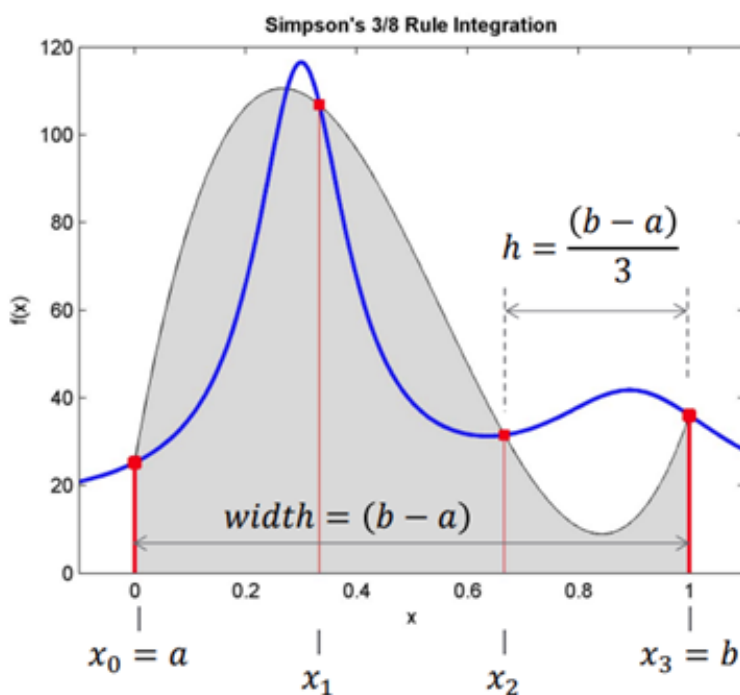 Simpson's 3/8 Rule Integration
120
100
80
60
40
20
0
f(x)
h = (b − a)
3
width = (b − a)
0 0.2 0.4 0.6 0.8 1
x
x₀ = a x₁ x₂ x₃ = b